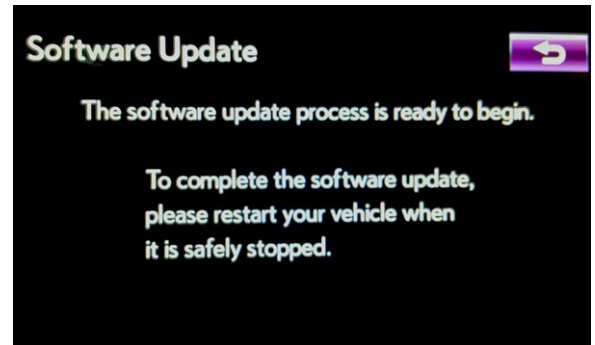 Software Update
The software update process is ready to begin.
To complete the software update,
please restart your vehicle when
it is safely stopped.